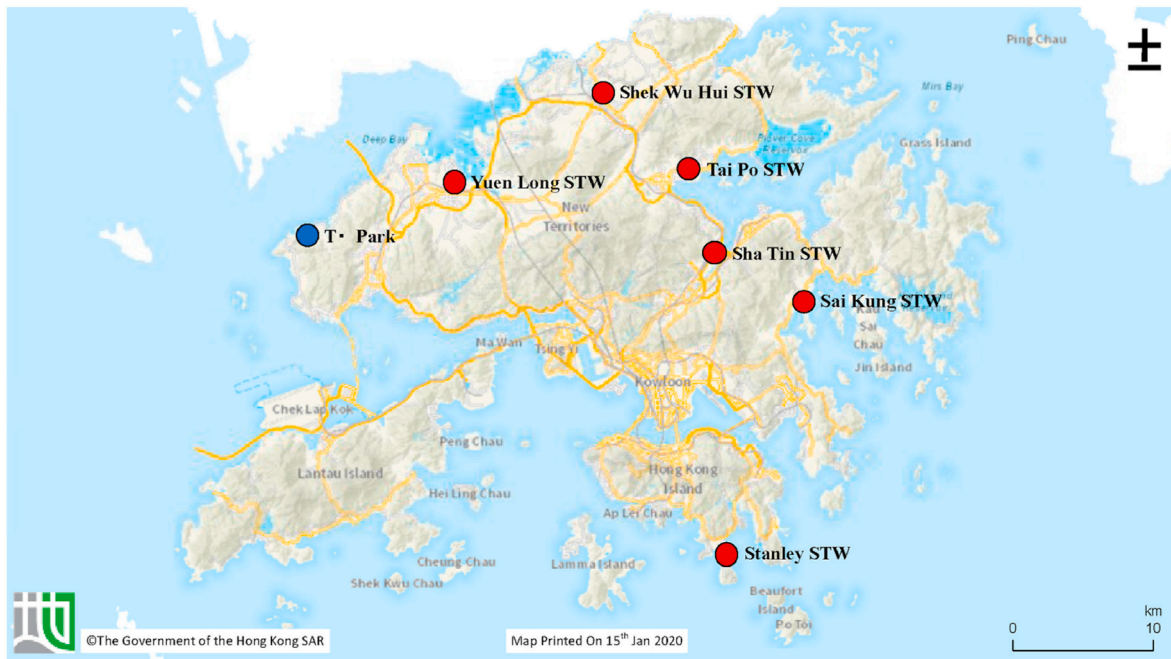 Ping Chau
±
Shek Wu Hui STW
Mirs Bay
Deep Bay
Plover Cove
Reservoir
Grass Island
Tai Po STW
Yuen Long STW
New
Territories
T· Park
Sha Tin STW
Sai Kung STW
Kau
Sai
Chau
Ma Wan
Tsing Yi
Jin Island
Kowloon
Chek Lap Kok
Peng Chau
Lantau Island
Hong Kong
Island
Hei Ling Chau
Ap Lei Chau
Stanley STW
Cheung Chau
Lamma Island
Shek Kwu Chau
Beaufort
Island
Po Toi
km
0 10
©The Government of the Hong Kong SAR
Map Printed On 15th Jan 2020